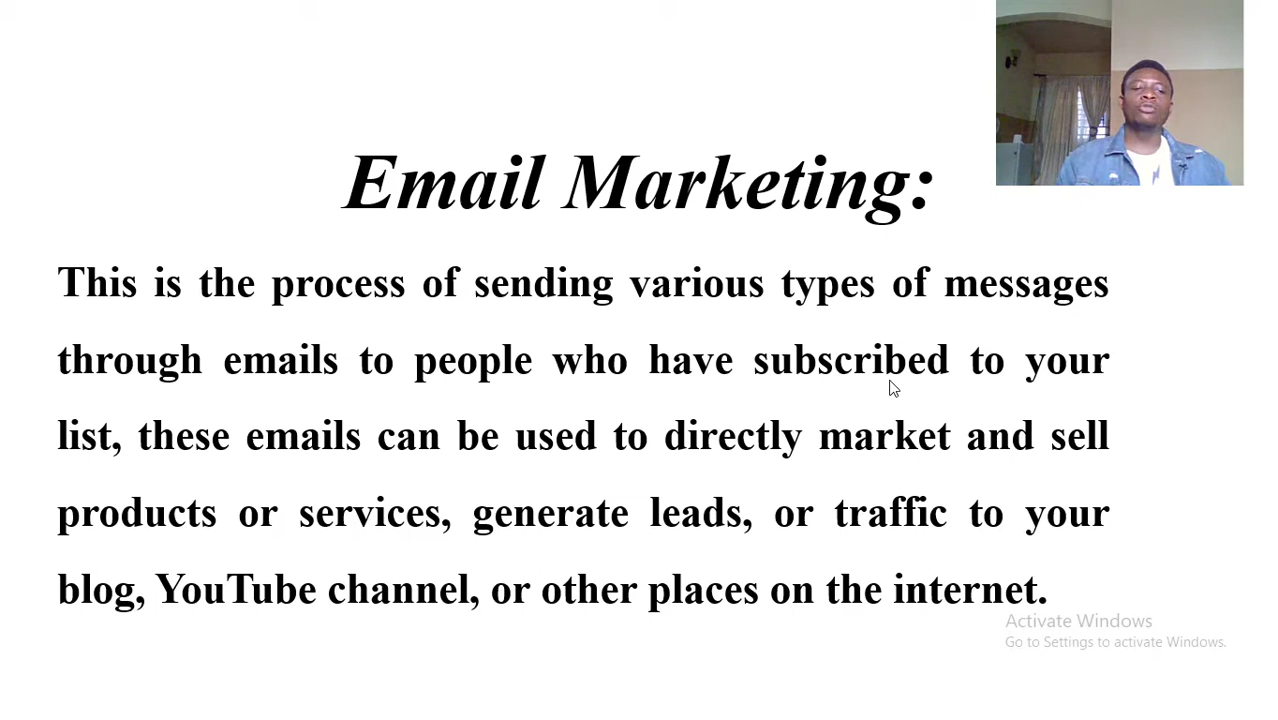 Email Marketing:
This is the process of sending various types of messages
through emails to people who have subscribed to your
list, these emails can be used to directly market and sell
products or services, generate leads, or traffic to your
blog, YouTube channel, or other places on the internet.
Activate Windows
Go to Settings to activate Windows.